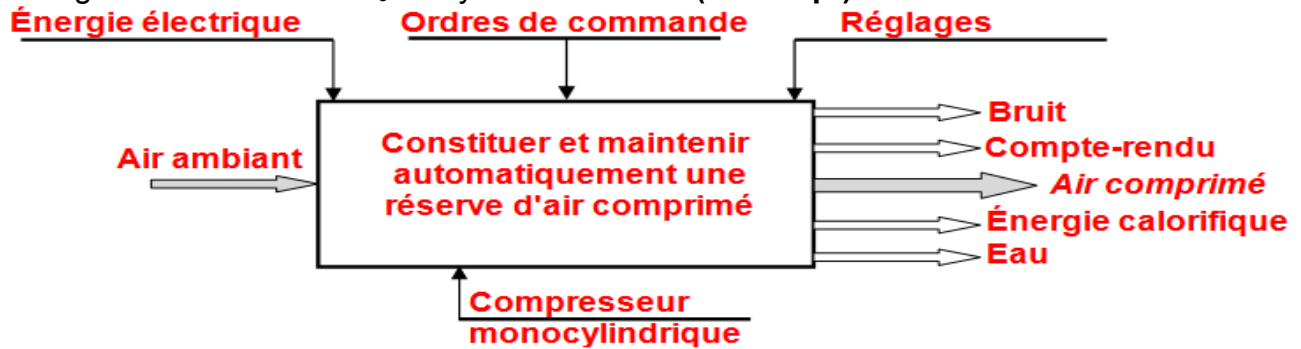 Énergie électrique
Ordres de commande
Réglages
Bruit
Constituer et maintenir
automatiquement une
réserve d'air comprimé
Air ambiant
Compte-rendu
Air comprimé
Énergie calorifique
Eau
Compresseur
monocylindrique